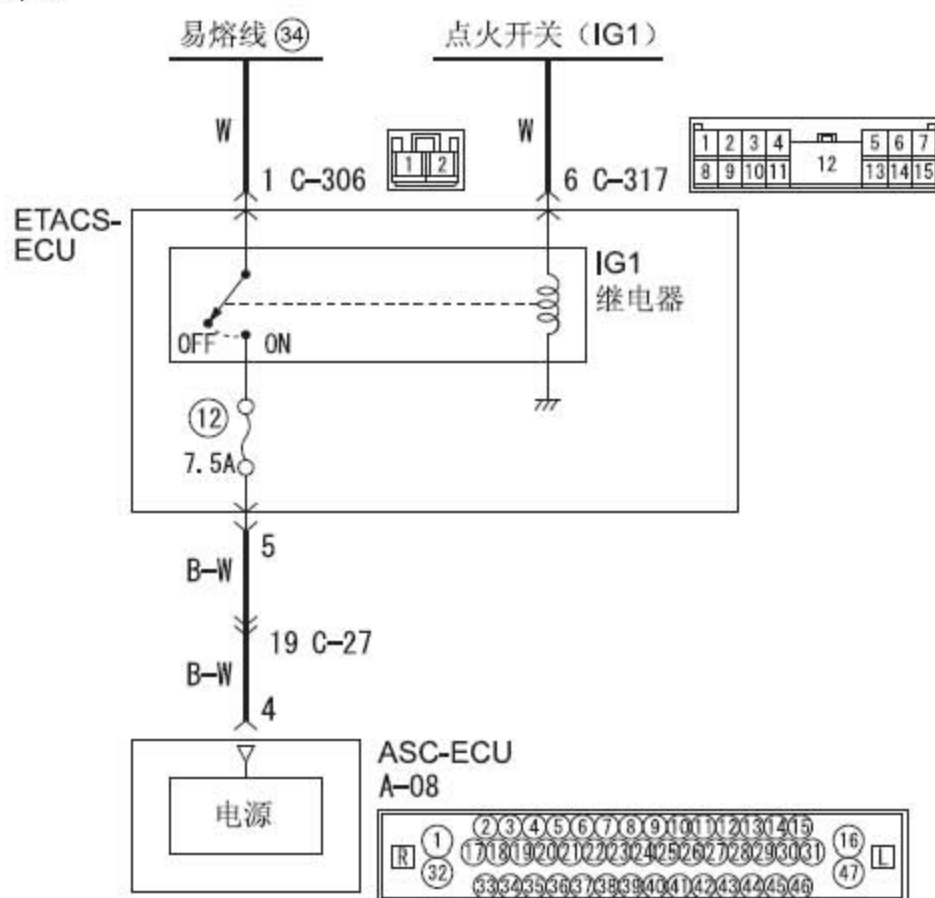 易熔线 34
点火开关（IG1）
W
W
1 C-306
1 2
6 C-317
1 2 3 4 5 6 7
8 9 10 11 12 13 14 15
ETACS-
ECU
IG1
继电器
OFF
ON
12
7.5A
5
B-W
19 C-27
B-W
4
ASC-ECU
A-08
电源
2 3 4 5 6 7 8 9 10 11 12 13 14 15
1 16
R 17 18 19 20 21 22 23 24 25 26 27 28 29 30 31 L
32 47
33 34 35 36 37 38 39 40 41 42 43 44 45 46